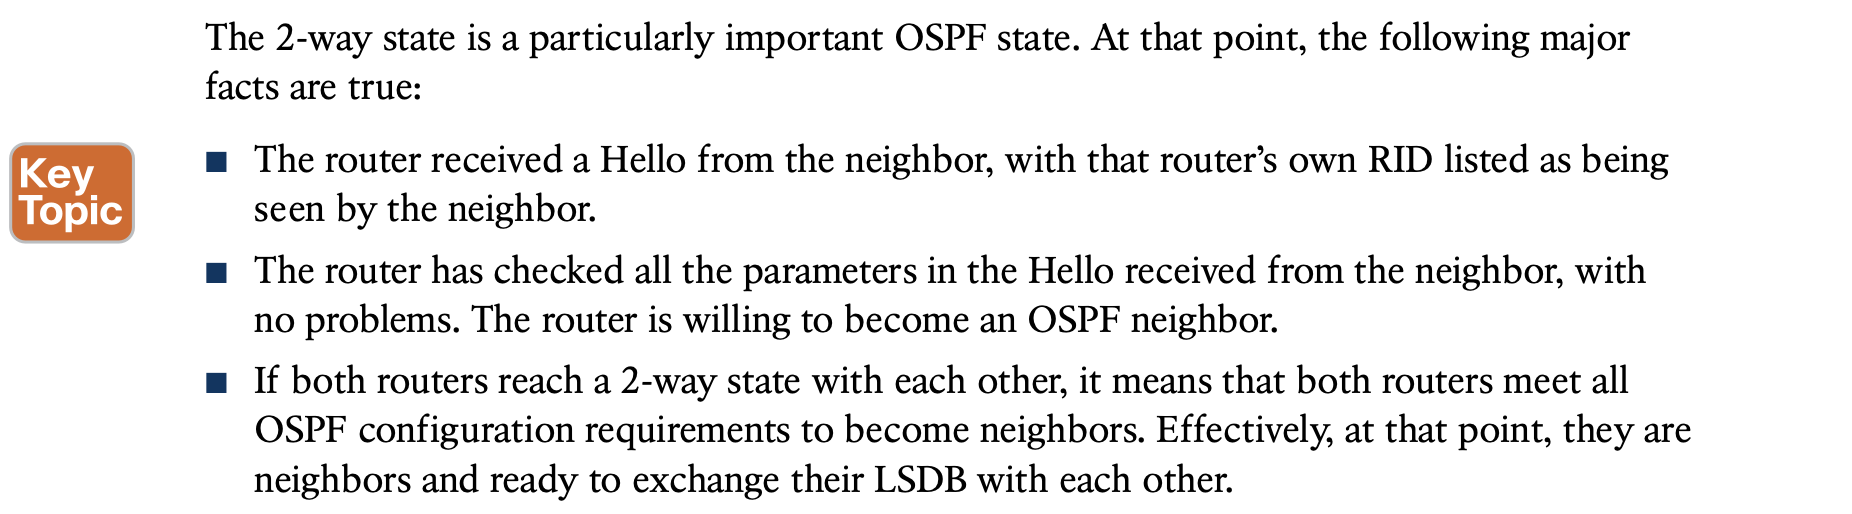 The 2-way state is a particularly important OSPF state. At that point, the following major
facts are true:
Key
Topic
■ The router received a Hello from the neighbor, with that router’s own RID listed as being
seen by the neighbor.
■ The router has checked all the parameters in the Hello received from the neighbor, with
no problems. The router is willing to become an OSPF neighbor.
■ If both routers reach a 2-way state with each other, it means that both routers meet all
OSPF configuration requirements to become neighbors. Effectively, at that point, they are
neighbors and ready to exchange their LSDB with each other.